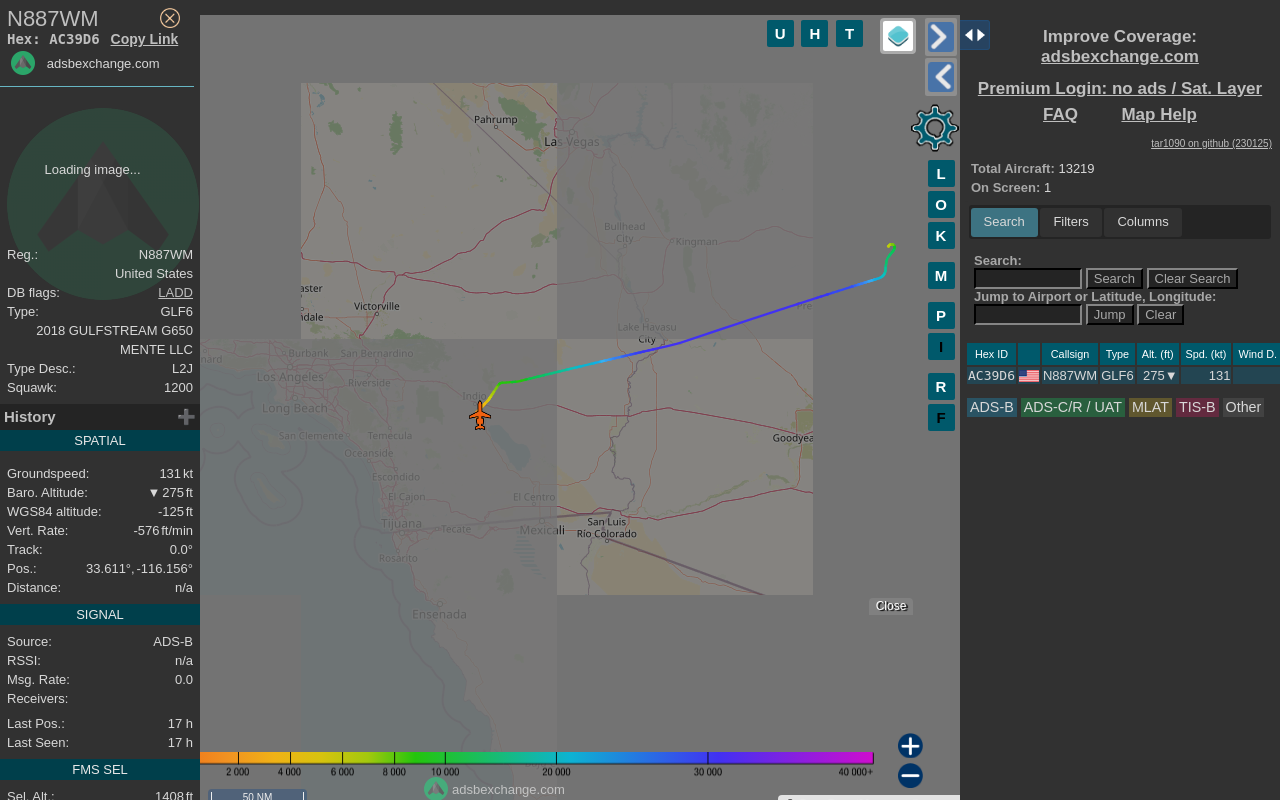 N887WM
Hex: AC39D6 Copy Link
adsbexchange.com
Loading image...
Reg.: N887WM
United States
DB flags: LADD
Type: GLF6
2018 GULFSTREAM G650
MENTE LLC
Type Desc.: L2J
Squawk: 1200
History
SPATIAL
Groundspeed: 131 kt
Baro. Altitude: ▼ 275 ft
WGS84 altitude: -125 ft
Vert. Rate: -576 ft/min
Track: 0.0°
Pos.: 33.611°, -116.156°
Distance: n/a
SIGNAL
Source: ADS-B
RSSI: n/a
Msg. Rate: 0.0
Receivers:
Last Pos.: 17 h
Last Seen: 17 h
FMS SEL
Sel. Alt.: 1408 ft
U H T
L
O
K
M
P
I
R
F
Pahrump
Las Vegas
Bullhead
City
Kingman
aster
dale
Victorville
Lake Havasu
City
Pre
nard
Burbank
San Bernardino
Los Angeles
Riverside
Indio
Long Beach
San Clemente
Temecula
Goodyea
Oceanside
Escondido
El Cajon
El Centro
Tijuana
Tecate
Mexicali
San Luis
Río Colorado
Rosarito
Ensenada
Close
2 000 4 000 6 000 8 000 10 000 20 000 30 000 40 000+
adsbexchange.com
50 NM
Improve Coverage:
adsbexchange.com
Premium Login: no ads / Sat. Layer
FAQ Map Help
tar1090 on github (230125)
Total Aircraft: 13219
On Screen: 1
Search Filters Columns
Search:
Search Clear Search
Jump to Airport or Latitude, Longitude:
Jump Clear
Hex ID Callsign Type Alt. (ft) Spd. (kt) Wind D.
AC39D6 N887WM GLF6 275▼ 131
ADS-B ADS-C/R / UAT MLAT TIS-B Other